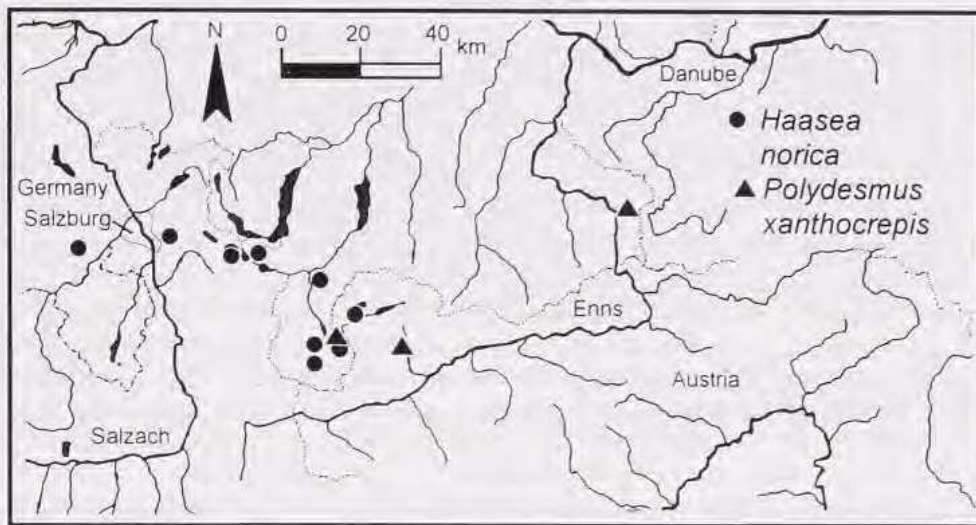 N
0 20 40
km
Danube
Haasea
norica
Germany
Polydesmus
Salzburg
xanthocrepis
Enns
Austria
Salzach